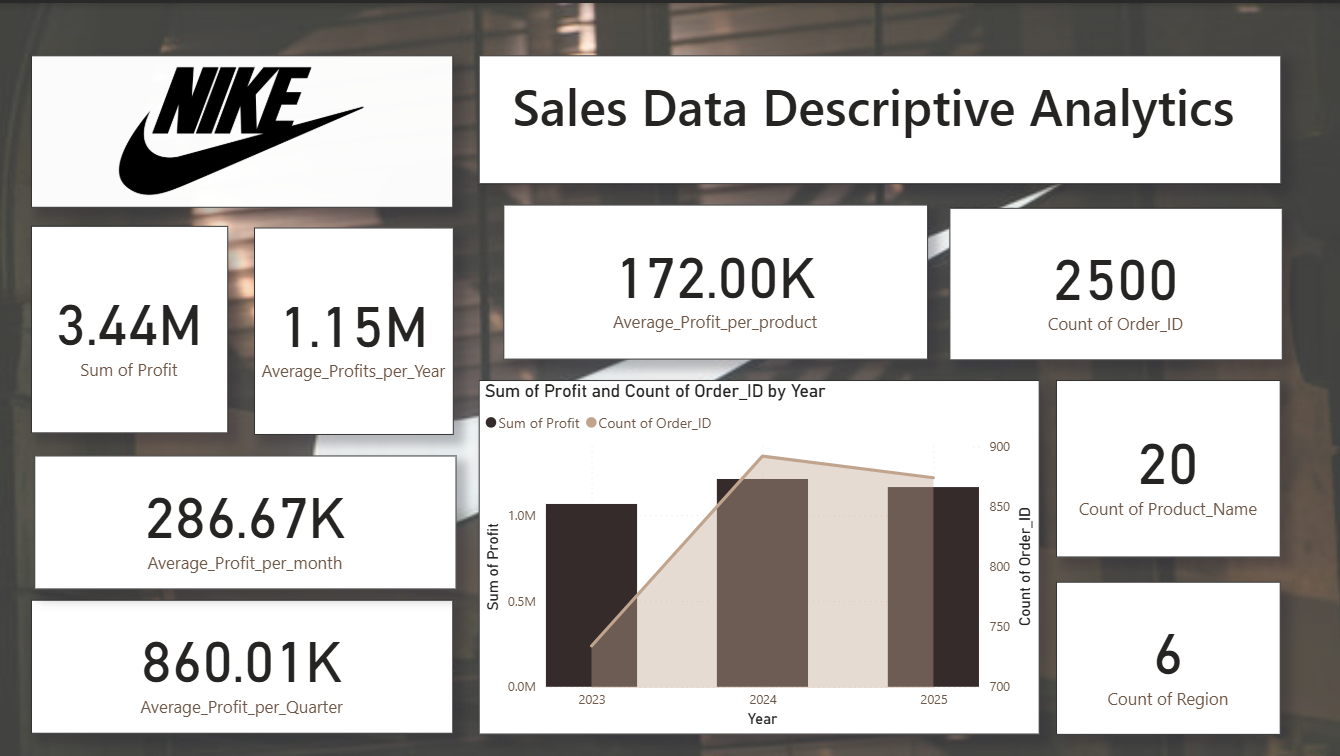 NIKE
Sales Data Descriptive Analytics
3.44M
Sum of Profit
1.15M
Average_Profits_per_Year
172.00K
Average_Profit_per_product
2500
Count of Order_ID
286.67K
Average_Profit_per_month
860.01K
Average_Profit_per_Quarter
Sum of Profit and Count of Order_ID by Year
Sum of Profit Count of Order_ID
Sum of Profit
1.0M
0.5M
0.0M
900
850
800
750
700
Count of Order_ID
2023 2024 2025
Year
20
Count of Product_Name
6
Count of Region